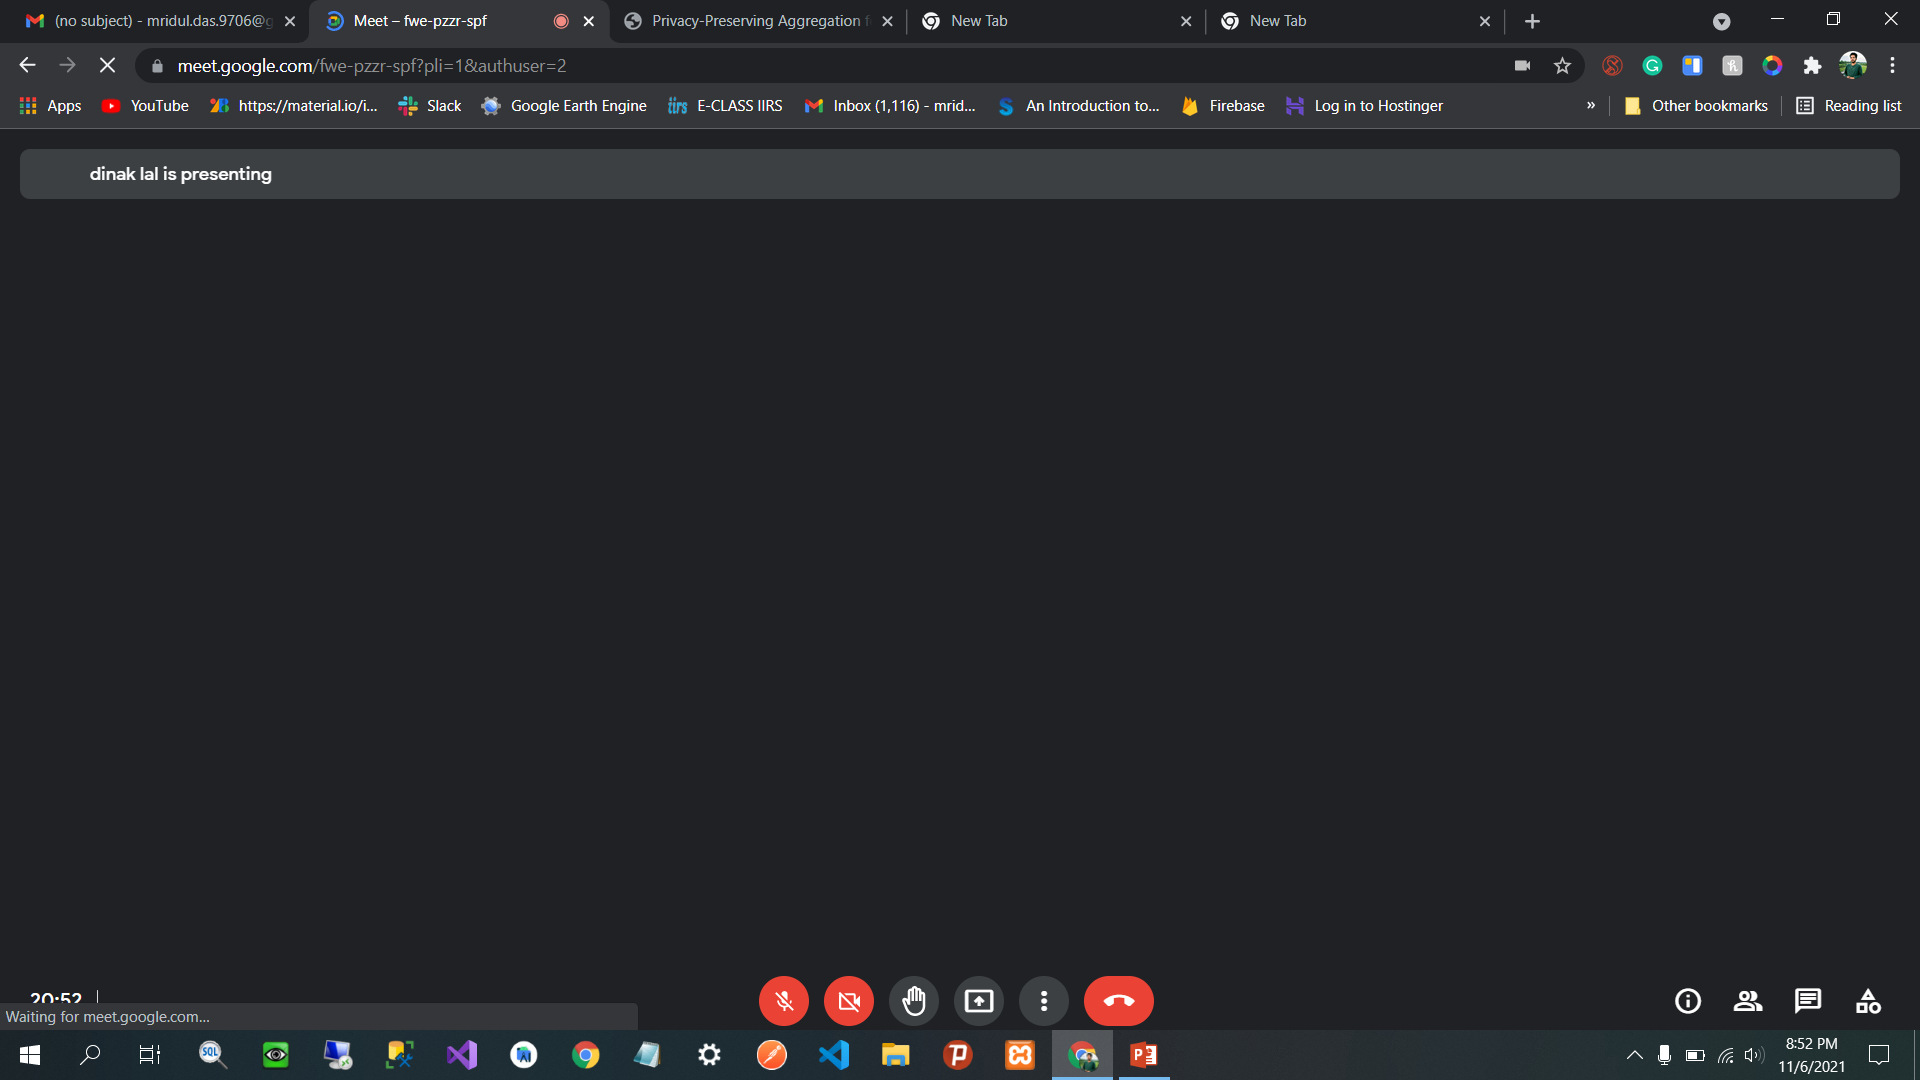 (no subject) - mridul.das.9706@g
Meet – fwe-pzzr-spf
Privacy-Preserving Aggregation f
New Tab
New Tab
meet.google.com/fwe-pzzr-spf?pli=1&authuser=2
Apps
YouTube
https://material.io/i...
Slack
Google Earth Engine
iirs
E-CLASS IIRS
Inbox (1,116) - mrid...
An Introduction to...
Firebase
Log in to Hostinger
»
Other bookmarks
Reading list
dinak lal is presenting
20:52
Waiting for meet.google.com...
SQL
8:52 PM
11/6/2021